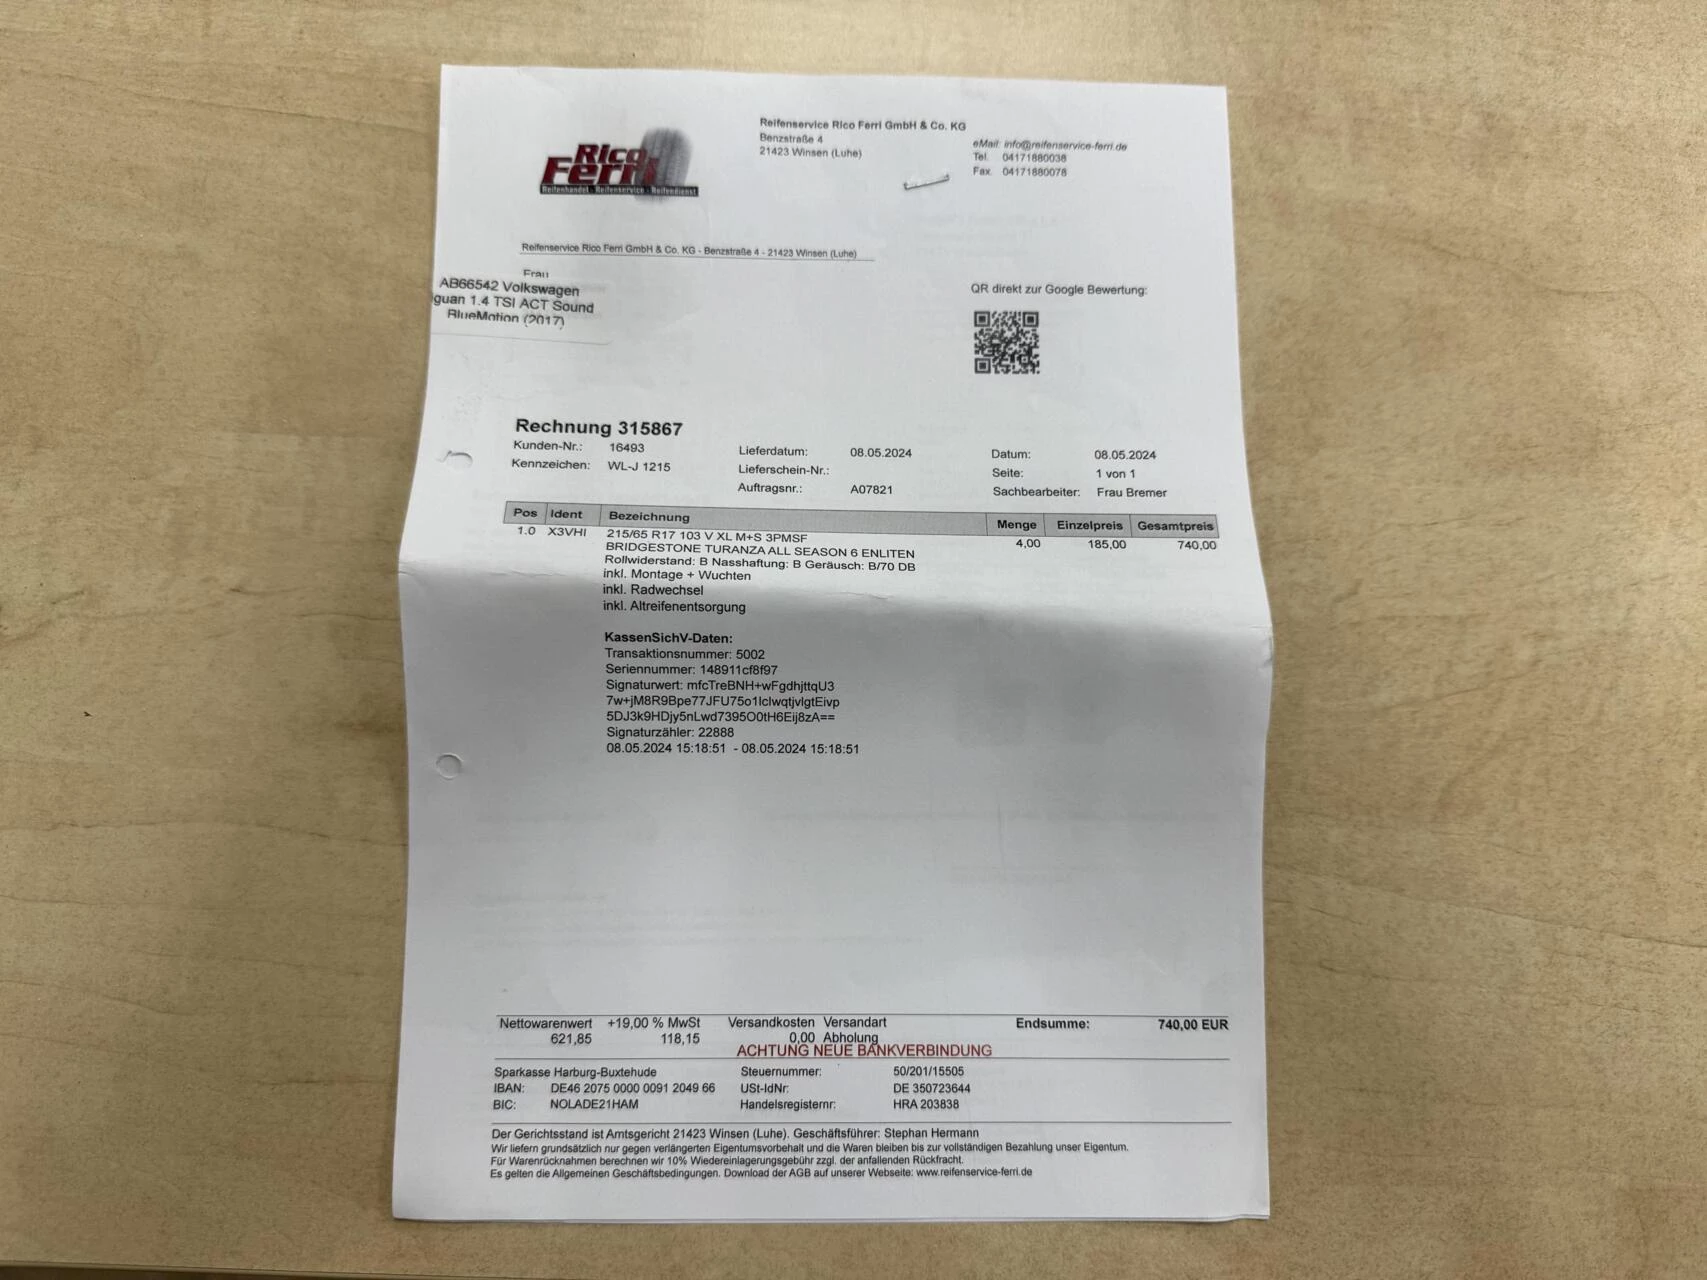 Rico
Ferri
Reifenhandel - Reifenservice - Reifendienst
Reifenservice Rico Ferri GmbH & Co. KG
Benzstraße 4
21423 Winsen (Luhe)
eMail: info@reifenservice-ferri.de
Tel. 04171880038
Fax. 04171880078
Reifenservice Rico Ferri GmbH & Co. KG - Benzstraße 4 - 21423 Winsen (Luhe)
Frau
AB66542 Volkswagen
guan 1.4 TSI ACT Sound
BlueMotion (2017)
QR direkt zur Google Bewertung:
Rechnung 315867
Kunden-Nr.: 16493
Kennzeichen: WL-J 1215
Lieferdatum: 08.05.2024
Lieferschein-Nr.:
Auftragsnr.: A07821
Datum: 08.05.2024
Seite: 1 von 1
Sachbearbeiter: Frau Bremer
Pos Ident Bezeichnung Menge Einzelpreis Gesamtpreis
1.0 X3VHI 215/65 R17 103 V XL M+S 3PMSF 4,00 185,00 740,00
BRIDGESTONE TURANZA ALL SEASON 6 ENLITEN
Rollwiderstand: B Nasshaftung: B Geräusch: B/70 DB
inkl. Montage + Wuchten
inkl. Radwechsel
inkl. Altreifenentsorgung
KassenSichV-Daten:
Transaktionsnummer: 5002
Seriennummer: 148911cf8f97
Signaturwert: mfcTreBNH+wFgdhjttqU3
7w+jM8R9Bpe77JFU75o1lclwqtjvlgtEivp
5DJ3k9HDjy5nLwd7395O0tH6Eij8zA==
Signaturzähler: 22888
08.05.2024 15:18:51 - 08.05.2024 15:18:51
Nettowarenwert +19,00 % MwSt Versandkosten Versandart Endsumme: 740,00 EUR
621,85 118,15 0,00 Abholung
ACHTUNG NEUE BANKVERBINDUNG
Sparkasse Harburg-Buxtehude Steuernummer: 50/201/15505
IBAN: DE46 2075 0000 0091 2049 66 USt-IdNr: DE 350723644
BIC: NOLADE21HAM Handelsregisternr: HRA 203838
Der Gerichtsstand ist Amtsgericht 21423 Winsen (Luhe). Geschäftsführer: Stephan Hermann
Wir liefern grundsätzlich nur gegen verlängerten Eigentumsvorbehalt und die Waren bleiben bis zur vollständigen Bezahlung unser Eigentum.
Für Warenrücknahmen berechnen wir 10% Wiedereinlagerungsgebühr zzgl. der anfallenden Rückfracht.
Es gelten die Allgemeinen Geschäftsbedingungen. Download der AGB auf unserer Webseite: www.reifenservice-ferri.de